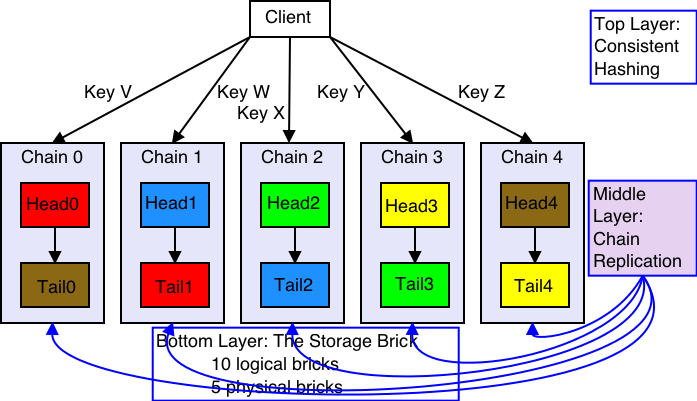 Client
Top Layer:
Consistent
Hashing
Key V
Key W
Key X
Key Y
Key Z
Chain 0
Chain 1
Chain 2
Chain 3
Chain 4
Head0
Head1
Head2
Head3
Head4
Middle
Layer:
Chain
Replication
Tail0
Tail1
Tail2
Tail3
Tail4
Bottom Layer: The Storage Brick
10 logical bricks
5 physical bricks